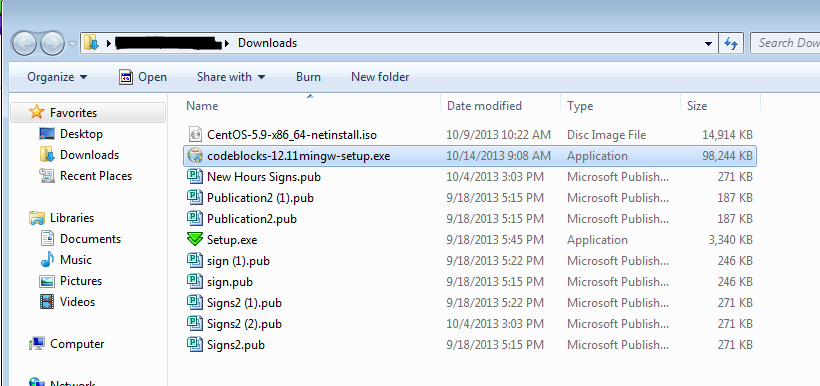 Downloads Search Dow
Organize Open Share with Burn New folder
Favorites
Desktop
Downloads
Recent Places
Libraries
Documents
Music
Pictures
Videos
Computer
Network
Name Date modified Type Size
CentOS-5.9-x86_64-netinstall.iso 10/9/2013 10:22 AM Disc Image File 14,914 KB
codeblocks-12.11mingw-setup.exe 10/14/2013 9:08 AM Application 98,244 KB
New Hours Signs.pub 10/4/2013 3:03 PM Microsoft Publish... 271 KB
Publication2 (1).pub 9/18/2013 5:15 PM Microsoft Publish... 187 KB
Publication2.pub 9/18/2013 5:15 PM Microsoft Publish... 187 KB
Setup.exe 9/18/2013 5:45 PM Application 3,340 KB
sign (1).pub 9/18/2013 5:22 PM Microsoft Publish... 246 KB
sign.pub 9/18/2013 5:15 PM Microsoft Publish... 246 KB
Signs2 (1).pub 9/18/2013 5:22 PM Microsoft Publish... 271 KB
Signs2 (2).pub 10/4/2013 3:03 PM Microsoft Publish... 271 KB
Signs2.pub 9/18/2013 5:15 PM Microsoft Publish... 271 KB